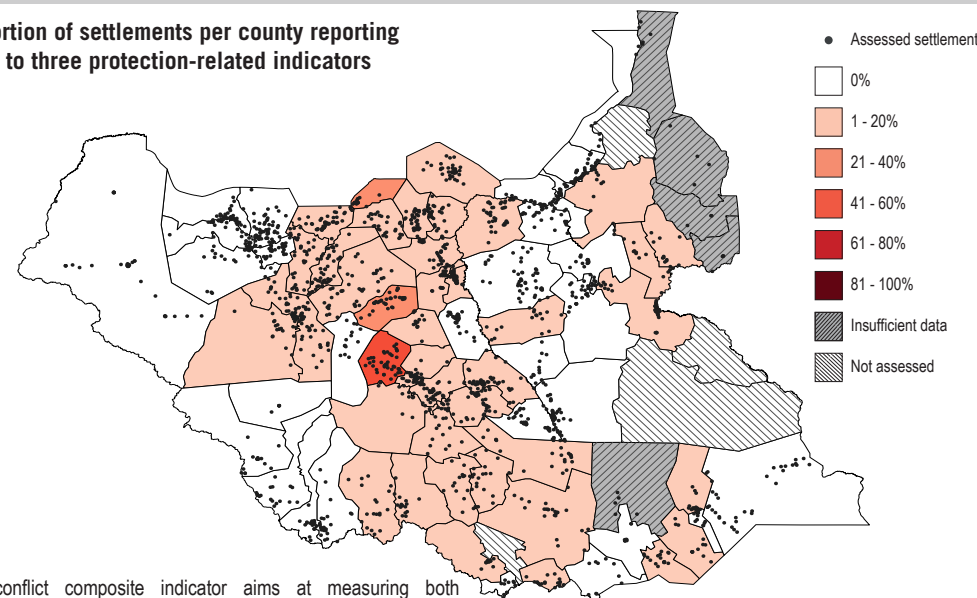 ortion of settlements per county reporting
to three protection-related indicators
Assessed settlement
0%
1 - 20%
21 - 40%
41 - 60%
61 - 80%
81 - 100%
Insufficient data
Not assessed
conflict composite indicator aims at measuring both